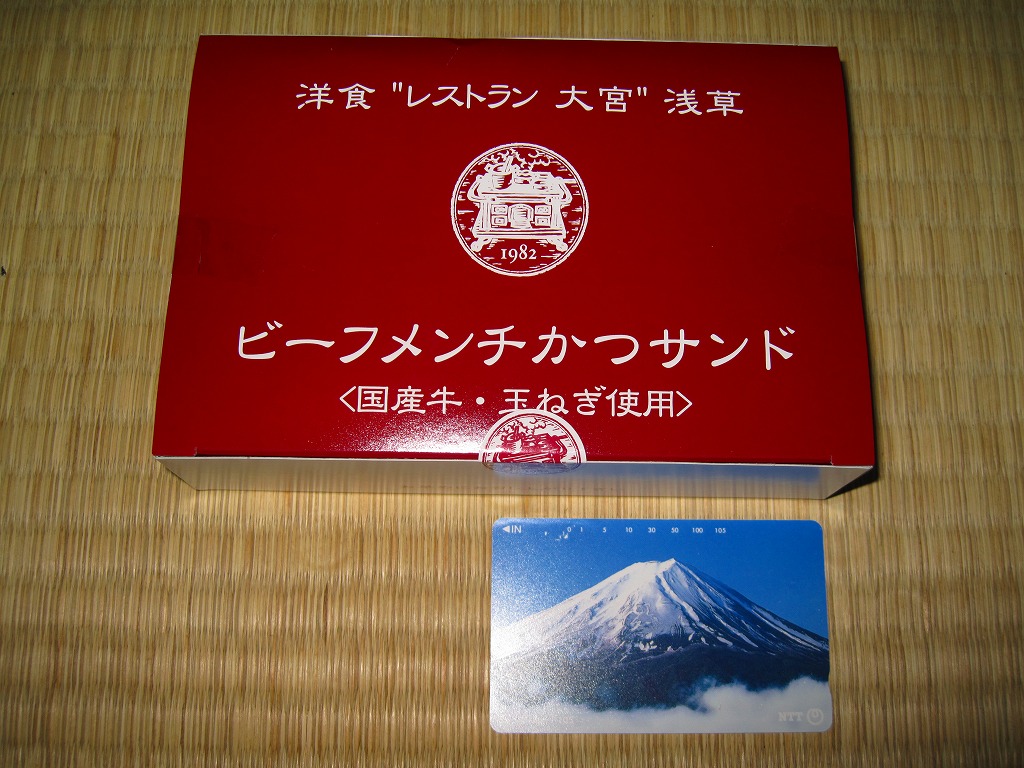 洋食 "レストラン 大宮" 浅草
1982
ビーフメンチかつサンド
〈国産牛・玉ねぎ使用〉
◀IN 0 1 5 10 30 50 100 105
NTT